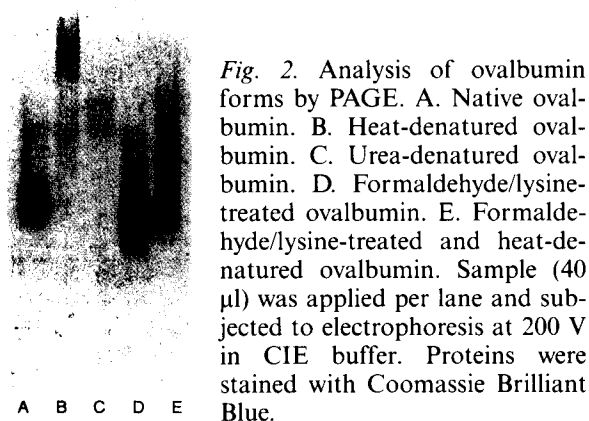 Fig. 2. Analysis of ovalbumin
forms by PAGE. A. Native oval-
bumin. B. Heat-denatured oval-
bumin. C. Urea-denatured oval-
bumin. D. Formaldehyde/lysine-
treated ovalbumin. E. Formalde-
hyde/lysine-treated and heat-de-
natured ovalbumin. Sample (40
µl) was applied per lane and sub-
jected to electrophoresis at 200 V
in CIE buffer. Proteins were
stained with Coomassie Brilliant
Blue.
A B C D E